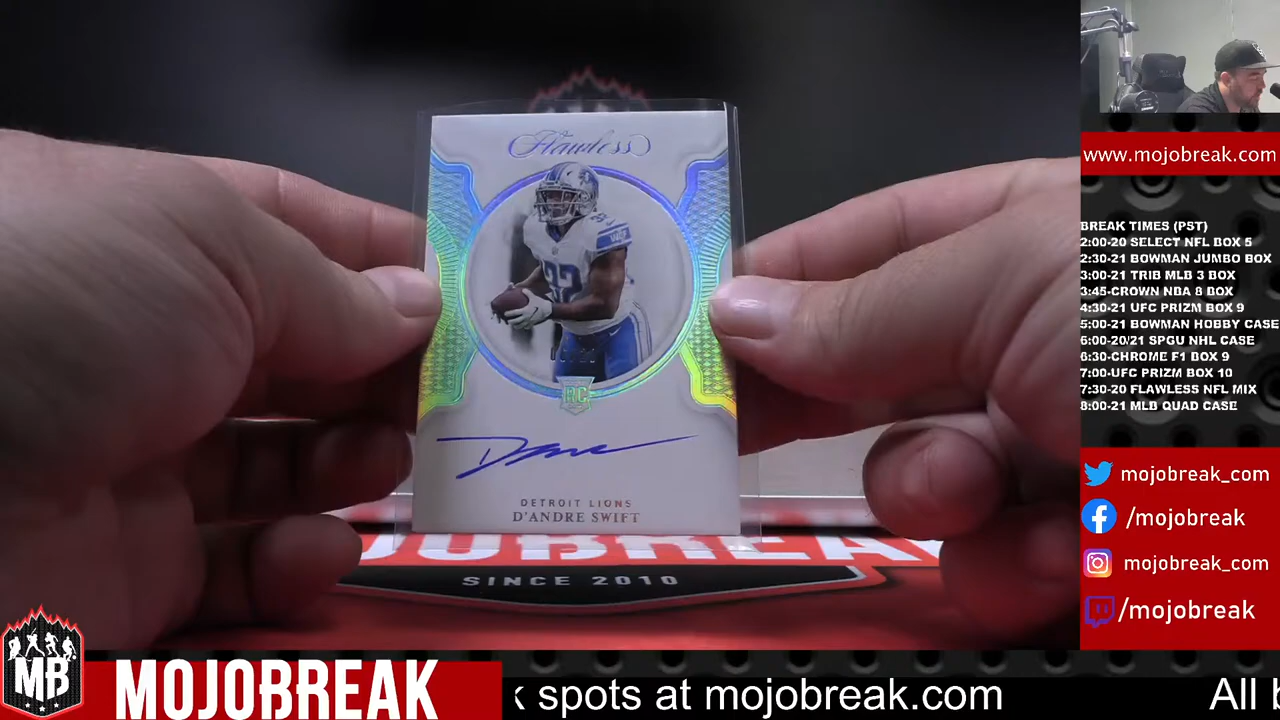 Flawless
32
RC
DETROIT LIONS
D'ANDRE SWIFT
SINCE 2010
MB
MOJOBREAK
k spots at mojobreak.com
All b
www.mojobreak.com
BREAK TIMES (PST)
2:00-20 SELECT NFL BOX 5
2:30-21 BOWMAN JUMBO BOX
3:00-21 TRIB MLB 3 BOX
3:45-CROWN NBA 8 BOX
4:30-21 UFC PRIZM BOX 9
5:00-21 BOWMAN HOBBY CASE
6:00-20/21 SPGU NHL CASE
6:30-CHROME F1 BOX 9
7:00-UFC PRIZM BOX 10
7:30-20 FLAWLESS NFL MIX
8:00-21 MLB QUAD CASE
mojobreak_com
/mojobreak
mojobreak_com
/mojobreak